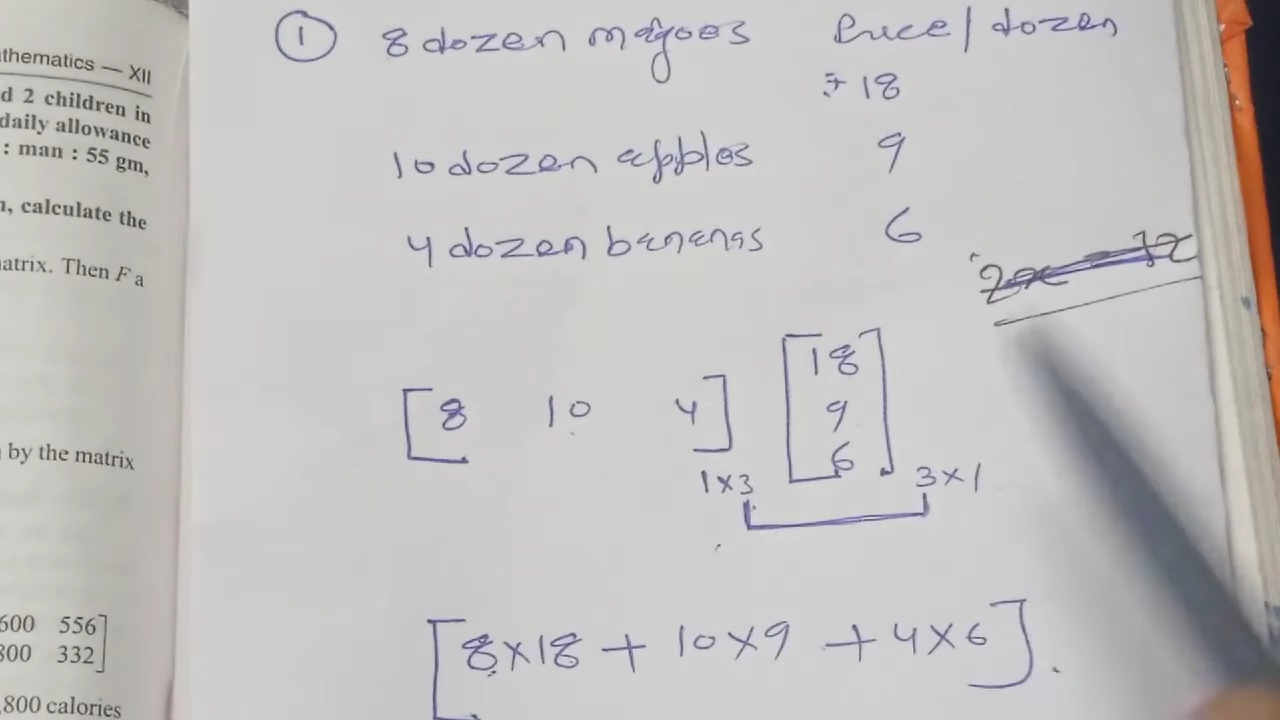 thematics — XII
d 2 children in
daily allowance
: man : 55 gm,
, calculate the
atrix. Then F a
by the matrix
600 556
800 332
,800 calories
① 8 dozen mangoes Price / dozen
18
10 dozen apples 9
4 dozen bananas 6
[8 10 4] 1×3 [18
9
6] 3×1
[8×18 + 10×9 + 4×6].